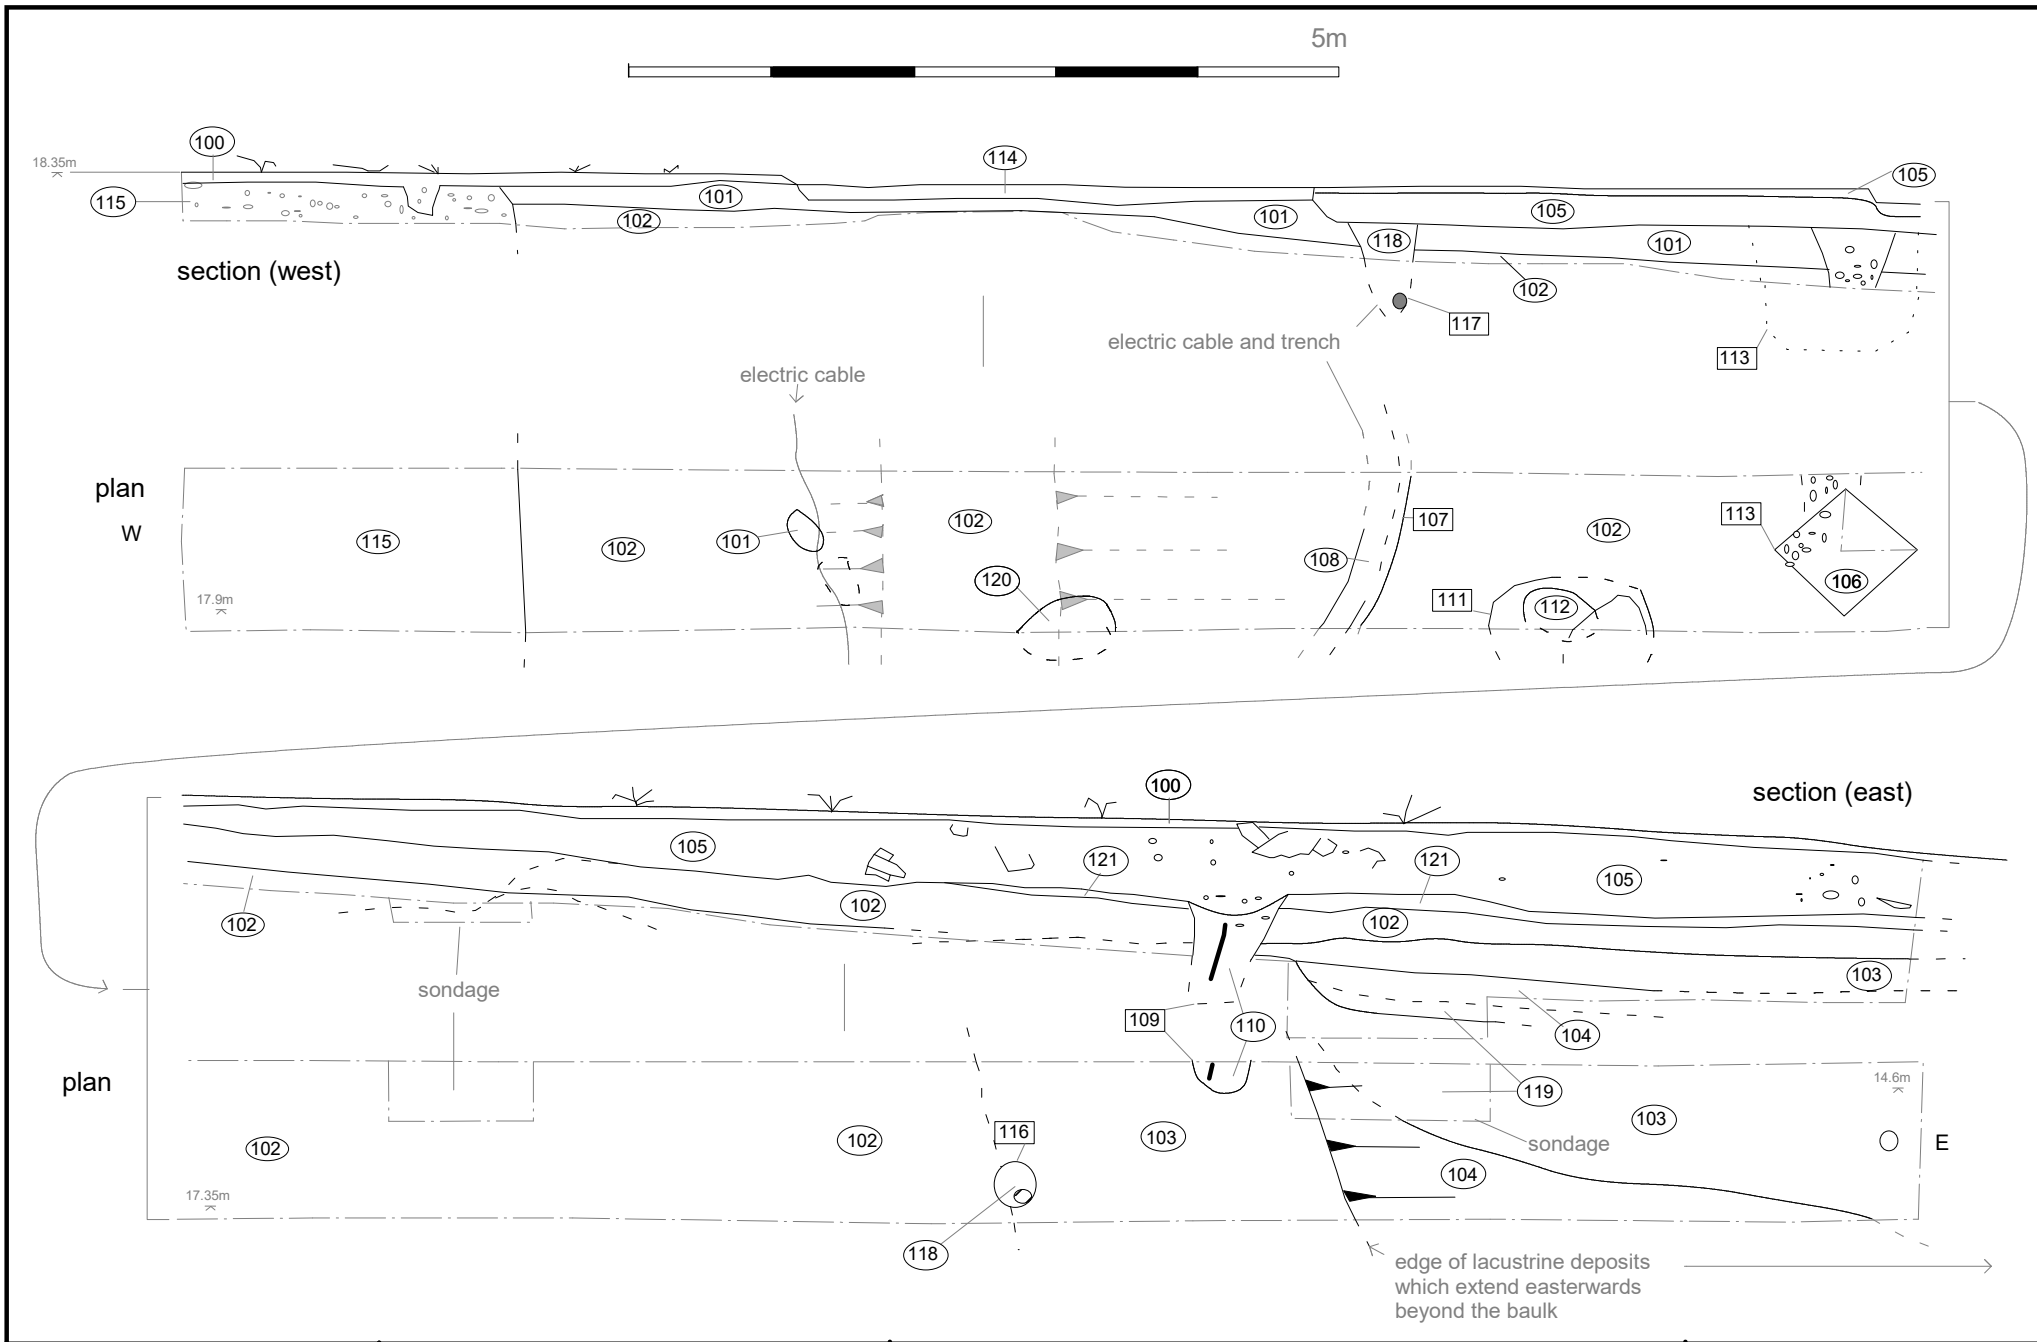 5m
18.35m
100
114
105
115
101
102
101
118
105
101
102
section (west)
117
113
electric cable and trench
electric cable
plan
W
115
102
101
102
120
108
107
102
111
112
113
106
17.9m
100
section (east)
105
121
121
105
102
102
102
103
sondage
109
110
104
119
plan
14.6m
102
102
116
103
103
sondage
E
104
17.35m
118
edge of lacustrine deposits
which extend easterwards
beyond the baulk